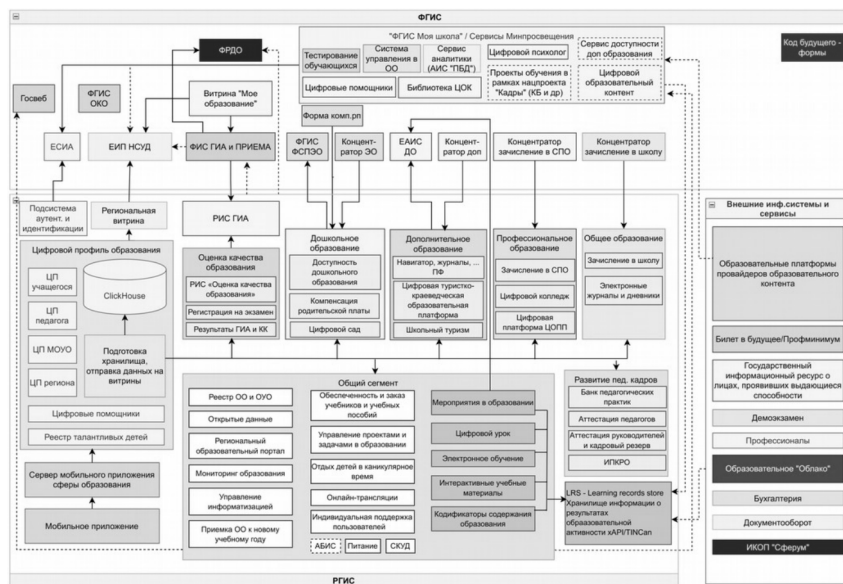 ФГИС
"ФГИС Моя школа" / Сервисы Минпросвещения
Код будущего -
формы
ФРДО
Тестирование
обучающихся
Система
управления в
ОО
Сервис
аналитики
(АИС "ПБД")
Цифровой психолог
Сервис доступности
доп образования
Цифровые помощники
Библиотека ЦОК
Проекты обучения в
рамках нацпроекта
"Кадры" (КБ и др)
Цифровой
образовательный
контент
Госвеб
ФГИС
ОКО
Витрина "Мое
образование"
Форма комп.рп
ЕСИА
ЕИП НСУД
ФИС ГИА и ПРИЕМА
ФГИС
ФСПЭО
Концент-
ратор ЭО
ЕАИС
ДО
Концент-
ратор доп
Концентратор
зачисление в СПО
Концентратор
зачисление в школу
Подсистема
аутент. и
идентификации
Региональная
витрина
РИС ГИА
Цифровой профиль образования
ЦП
учащегося
ЦП
педагога
ЦП МОУО
ЦП региона
ClickHouse
Подготовка
хранилища,
отправка данных на
витрины
Цифровые помощники
Реестр талантливых детей
Сервер мобильного приложения
сферы образования
Мобильное приложение
Оценка качества
образования
РИС «Оценка качества
образования»
Регистрация на экзамен
Результаты ГИА и КК
Дошкольное
образование
Доступность
дошкольного
образования
Компенсация
родительской платы
Цифровой сад
Дополнительное
образование
Навигатор, журналы, ...
ПФ
Цифровая туристко-
краеведческая
образовательная
платформа
Школьный туризм
Профессиональное
образование
Зачисление в СПО
Цифровой колледж
Цифровая
платформа ЦОПП
Общее образование
Зачисление в школу
Электронные
журналы и дневники
Общий сегмент
Реестр ОО и ОУО
Открытые данные
Региональный
образовательный портал
Мониторинг образования
Управление
информатизацией
Приемка ОО к новому
учебному году
Обеспеченность и заказ
учебников и учебных
пособий
Управление проектами и
задачами в образовании
Отдых детей в каникулярное
время
Онлайн-трансляции
Индивидуальная поддержка
пользователей
АБИС
Питание
СКУД
Мероприятия в образовании
Цифровой урок
Электронное обучение
Интерактивные учебные
материалы
Кодификаторы содержания
образования
Развитие пед. кадров
Банк педагогических
практик
Аттестация педагогов
Аттестация руководителей
и кадровый резерв
ИПКРО
LRS - Learning records store
Хранилище информации о
результатах
образоательной
активности xAPI/TINCan
РГИС
Внешние инф.системы и
сервисы
Образовательные платформы
провайдеров образовательного
контента
Билет в будущее/Профминимум
Государственный
информационный ресурс о
лицах, проявивших выдающиеся
способности
Демоэкзамен
Профессионалы
Образовательное "Облако"
Бухгалтерия
Документооборот
ИКОП "Сферум"